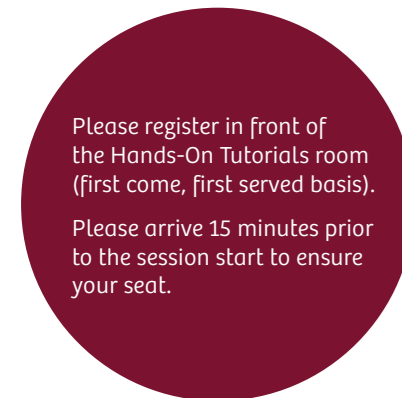 Please register in front of
the Hands-On Tutorials room
(first come, first served basis).
Please arrive 15 minutes prior
to the session start to ensure
your seat.